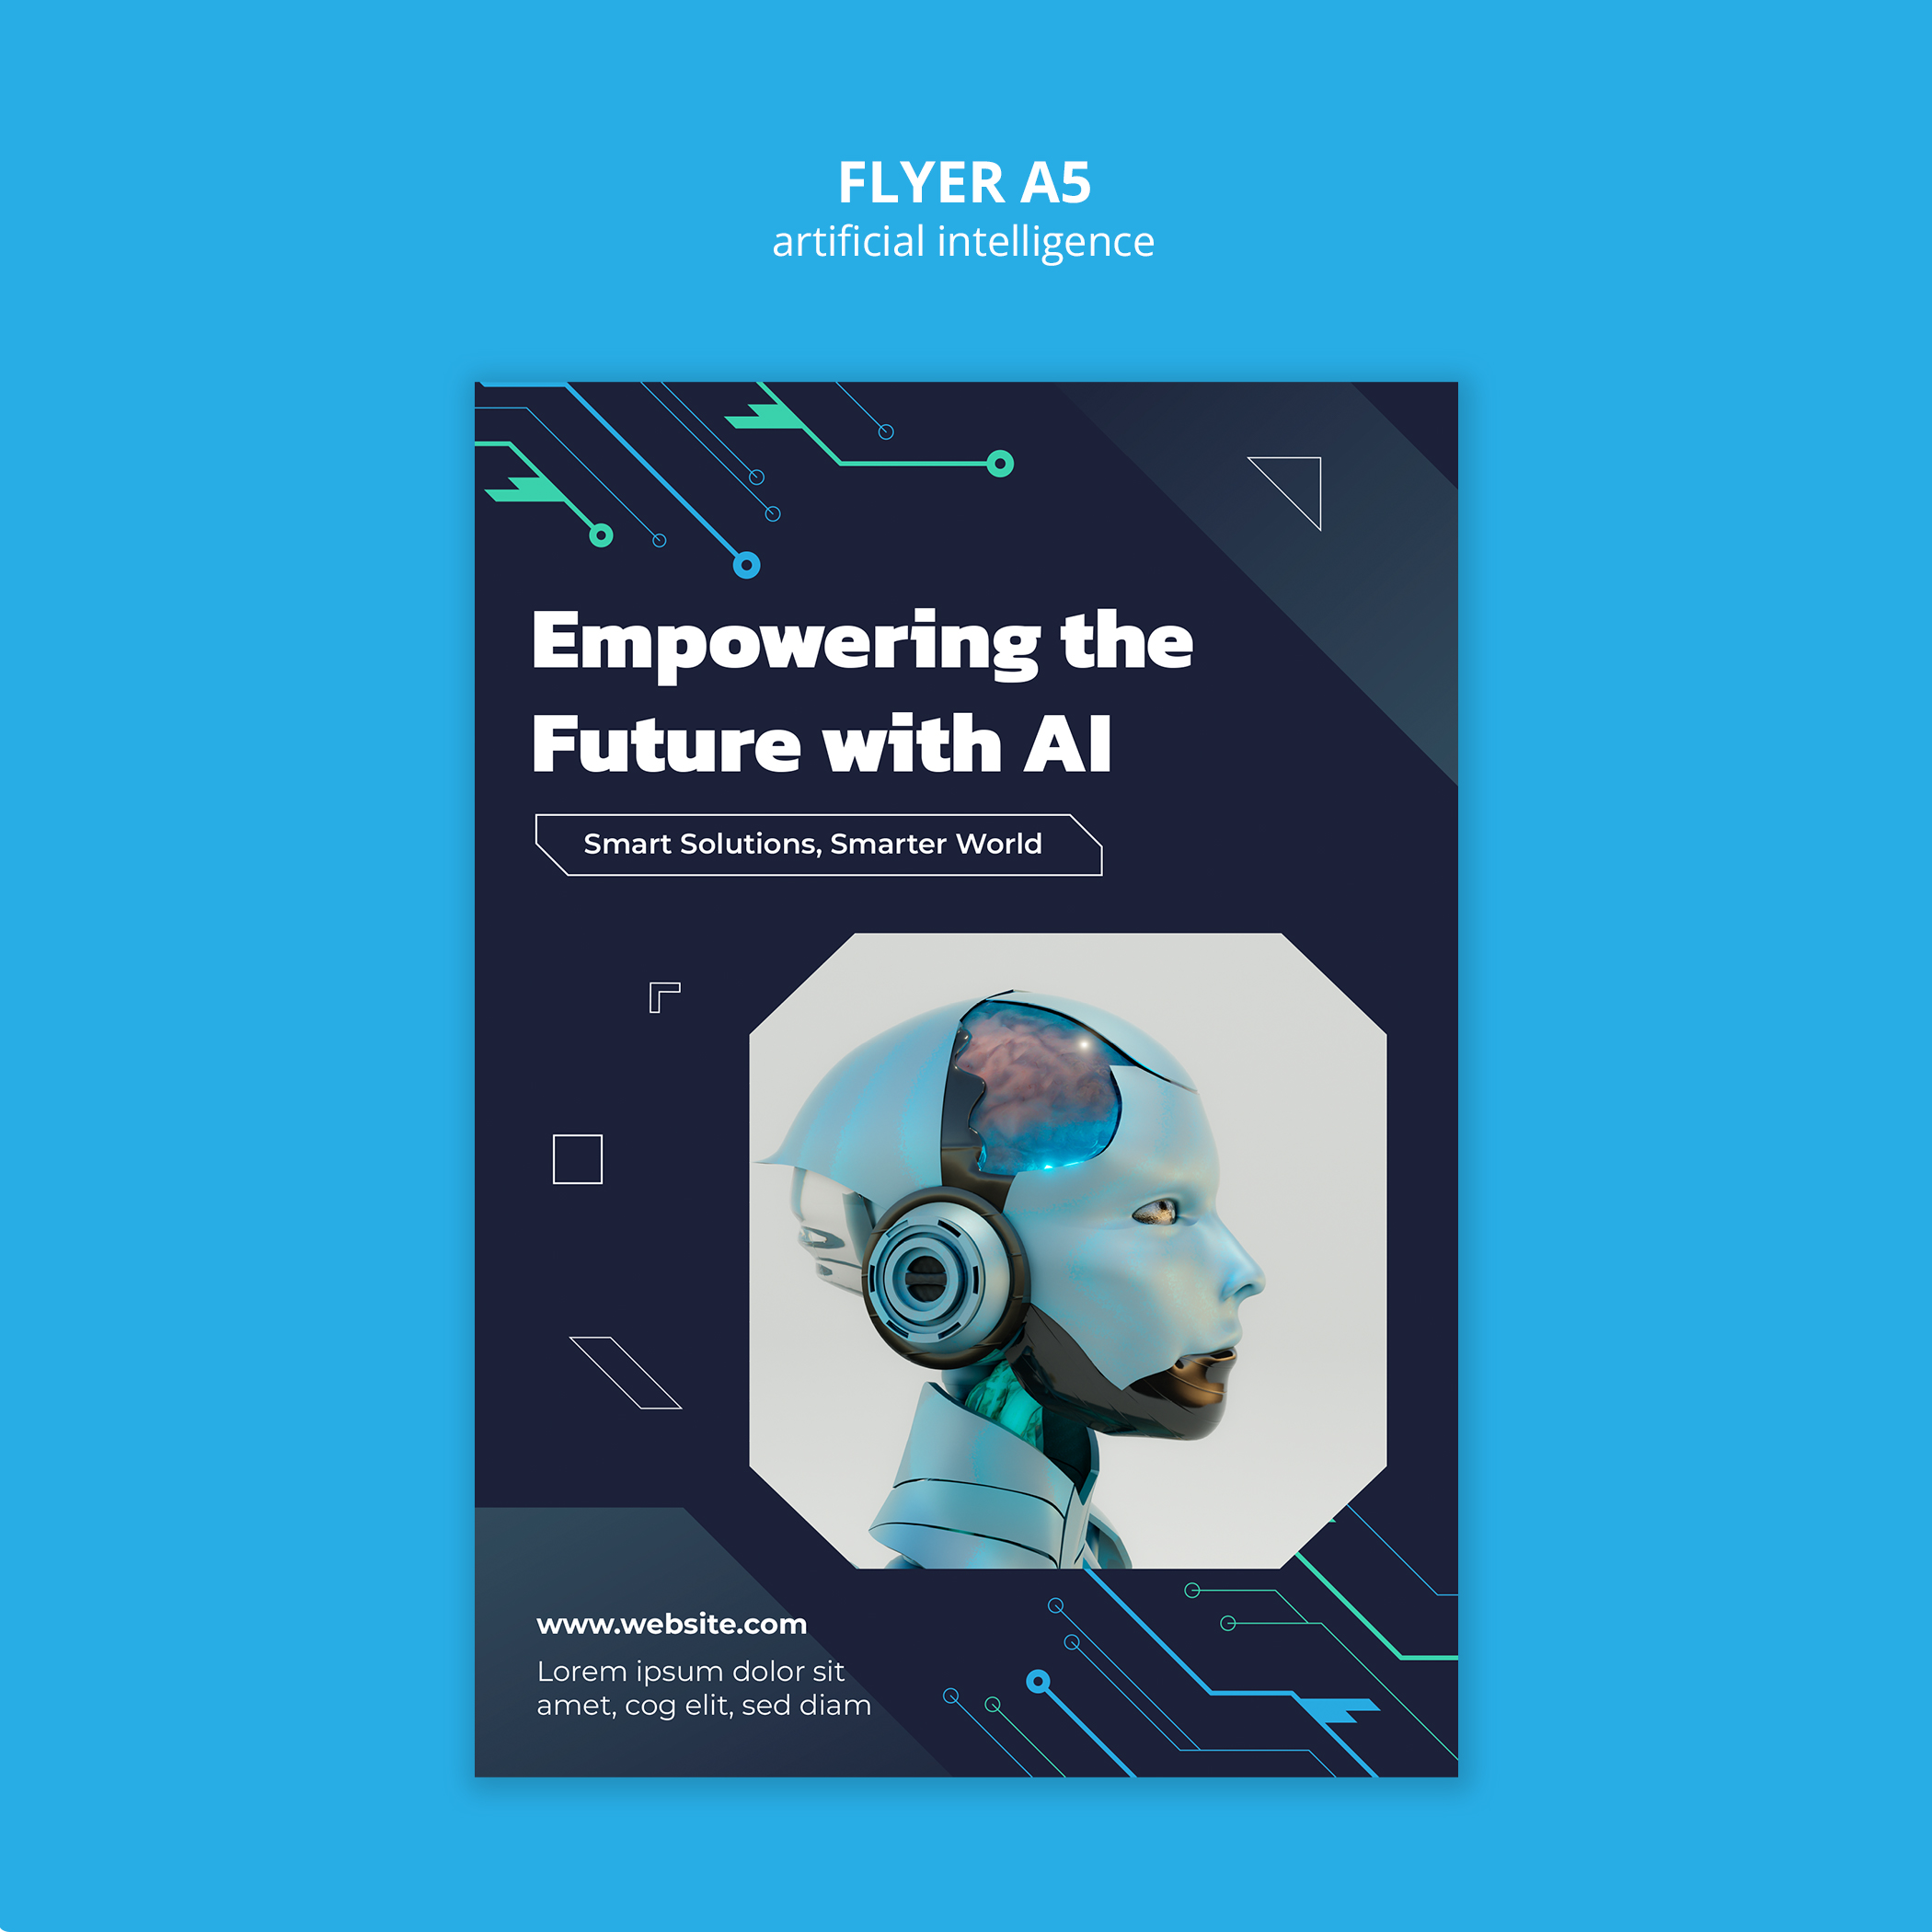 FLYER A5
artificial intelligence
Empowering the
Future with AI
Smart Solutions, Smarter World
www.website.com
Lorem ipsum dolor sit
amet, cog elit, sed diam